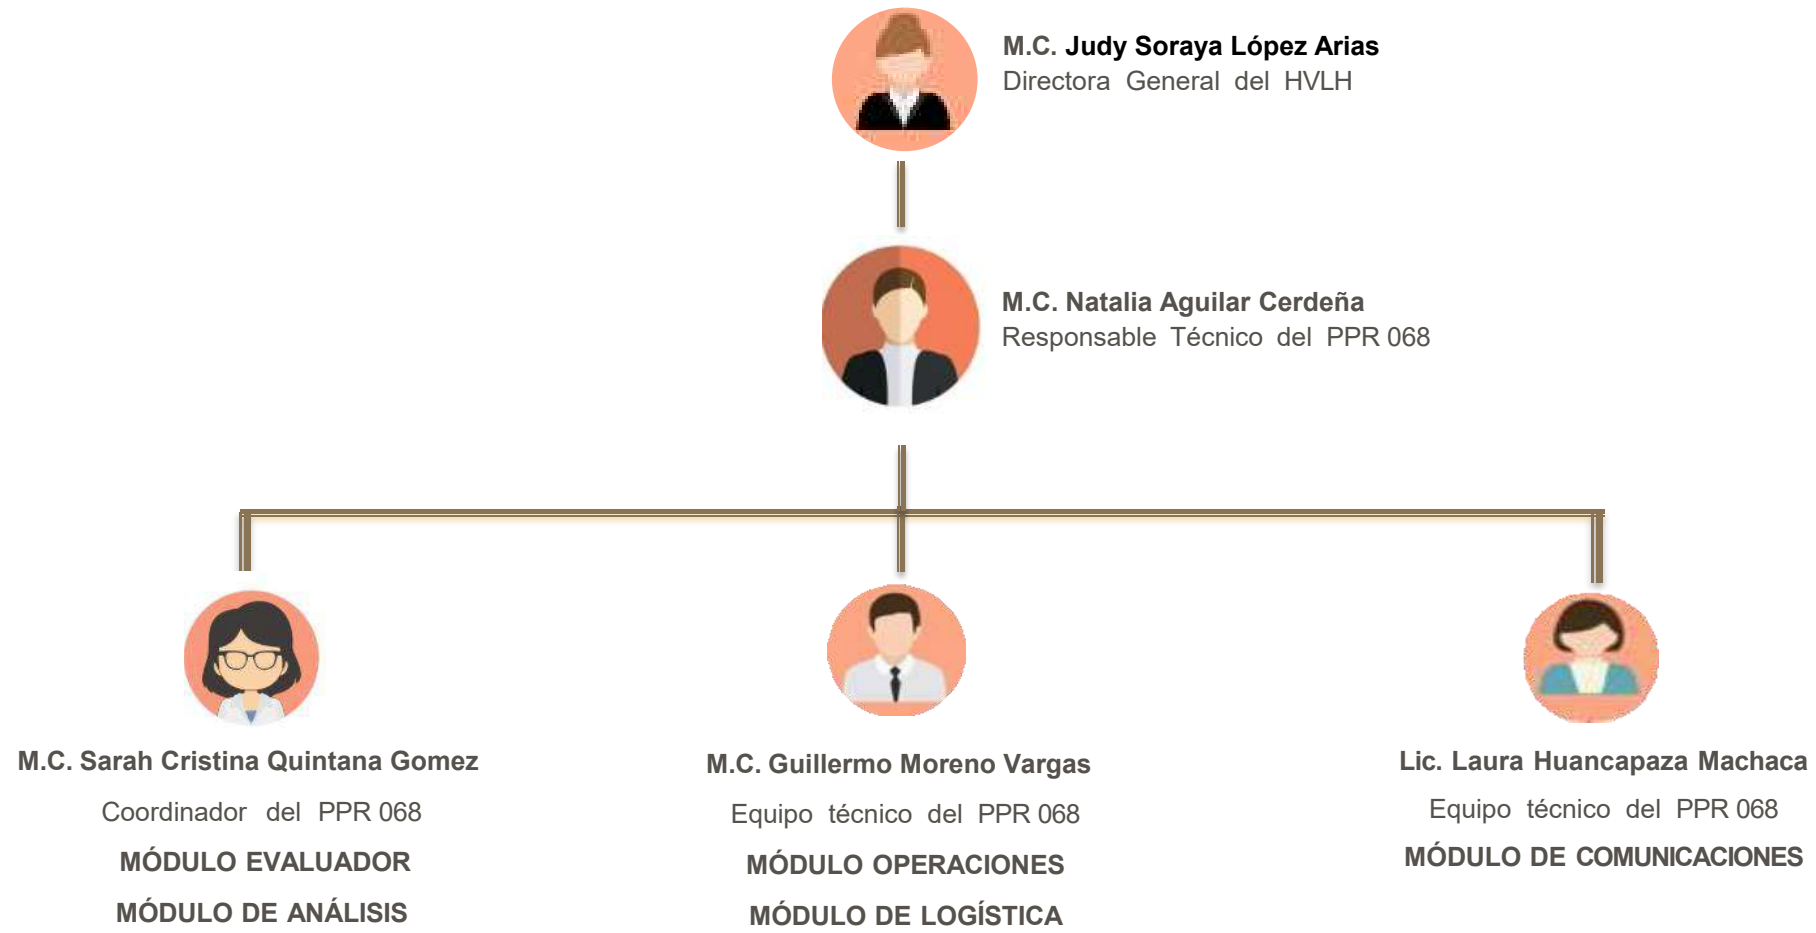 M.C. Judy Soraya López Arias
Directora General del HVLH
M.C. Natalia Aguilar Cerdeña
Responsable Técnico del PPR 068
M.C. Sarah Cristina Quintana Gomez
Coordinador del PPR 068
MÓDULO EVALUADOR
MÓDULO DE ANÁLISIS
M.C. Guillermo Moreno Vargas
Equipo técnico del PPR 068
MÓDULO OPERACIONES
MÓDULO DE LOGÍSTICA
Lic. Laura Huancapaza Machaca
Equipo técnico del PPR 068
MÓDULO DE COMUNICACIONES